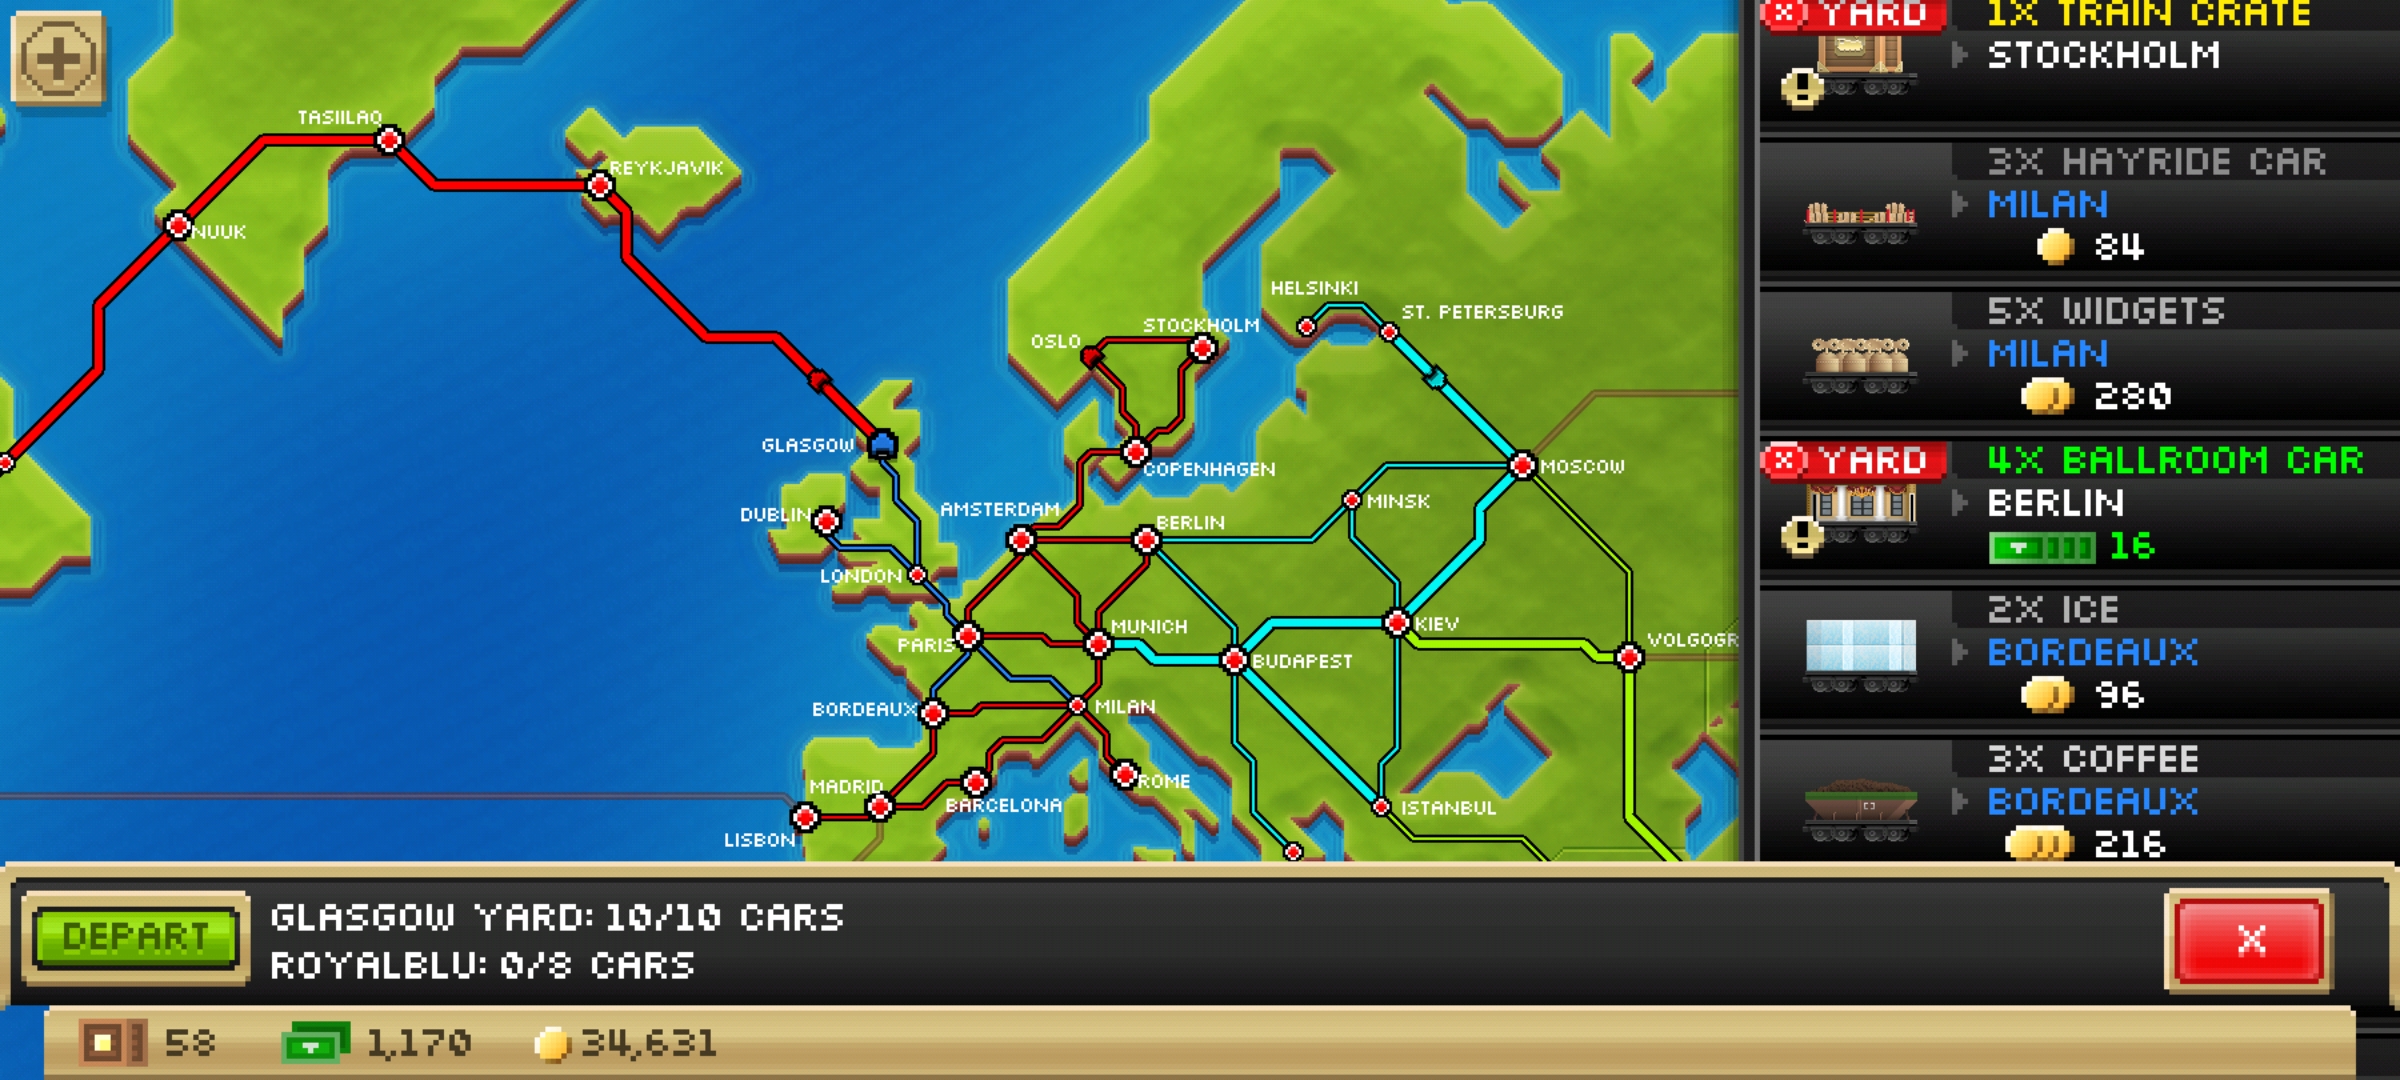 TASIILAQ
REYKJAVIK
NUUK
HELSINKI
ST. PETERSBURG
STOCKHOLM
OSLO
GLASGOW
COPENHAGEN
MOSCOW
MINSK
DUBLIN
AMSTERDAM
BERLIN
LONDON
MUNICH
KIEV
PARIS
VOLGOGR
BUDAPEST
BORDEAUX
MILAN
MADRID
ROME
BARCELONA
ISTANBUL
LISBON
YARD
1X TRAIN CRATE
STOCKHOLM
3X HAYRIDE CAR
MILAN
84
5X WIDGETS
MILAN
280
YARD
4X BALLROOM CAR
BERLIN
16
2X ICE
BORDEAUX
96
3X COFFEE
BORDEAUX
216
DEPART
GLASGOW YARD: 10/10 CARS
ROYALBLU: 0/8 CARS
X
58
1,170
34,631